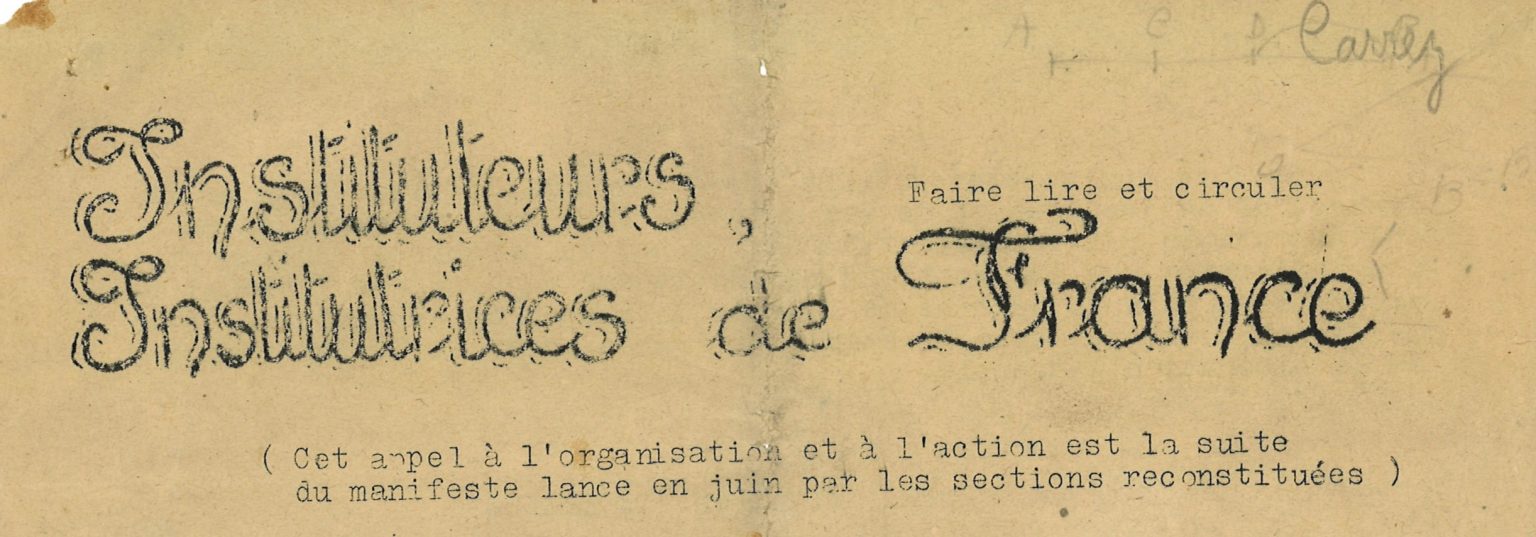 Carrez
Instituteurs,
Faire lire et circuler
Institutrices de France
( Cet appel à l'organisation et à l'action est la suite
du manifeste lance en juin par les sections reconstituées )